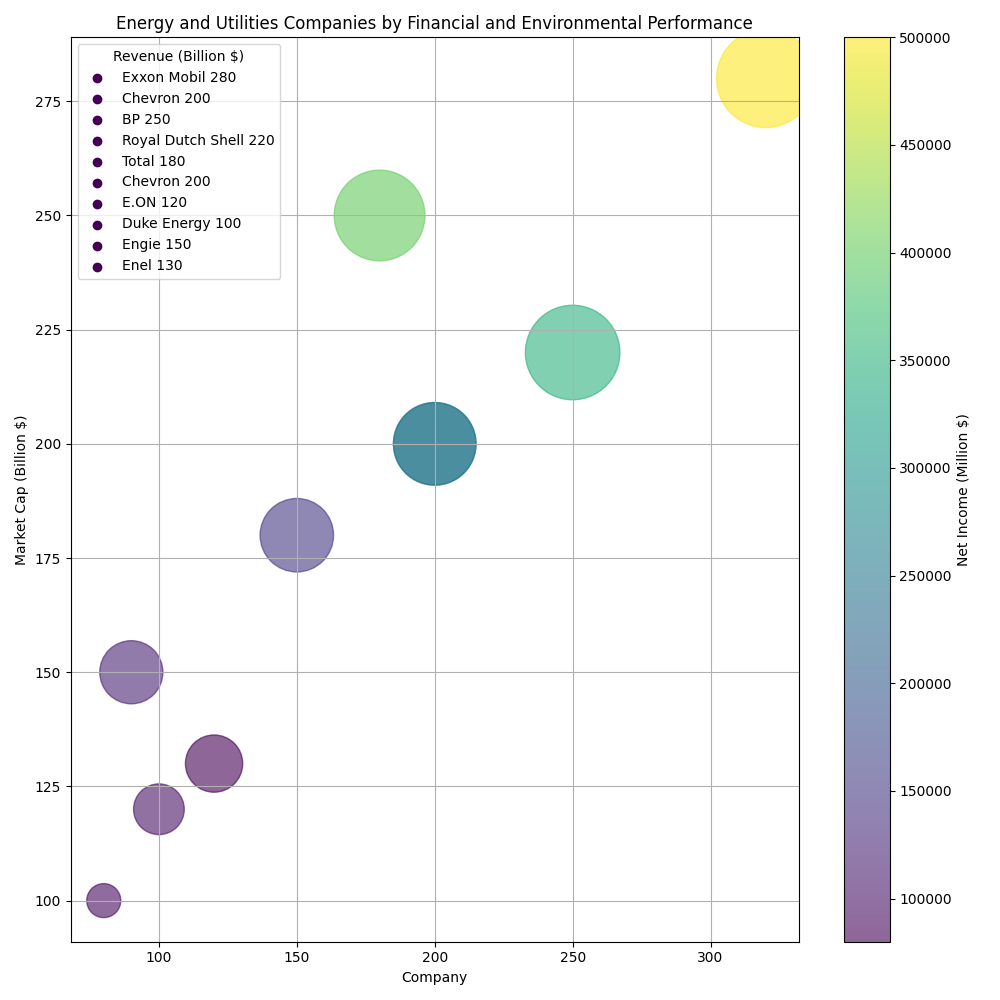 Energy and Utilities Companies by Financial and Environmental Performance
Revenue (Billion $)
Exxon Mobil 280
Chevron 200
BP 250
Royal Dutch Shell 220
Total 180
Chevron 200
E.ON 120
Duke Energy 100
Engie 150
Enel 130
Market Cap (Billion $)
275
250
225
200
175
150
125
100
100 150 200 250 300
Company
500000
450000
400000
350000
300000
250000
200000
150000
100000
Net Income (Million $)